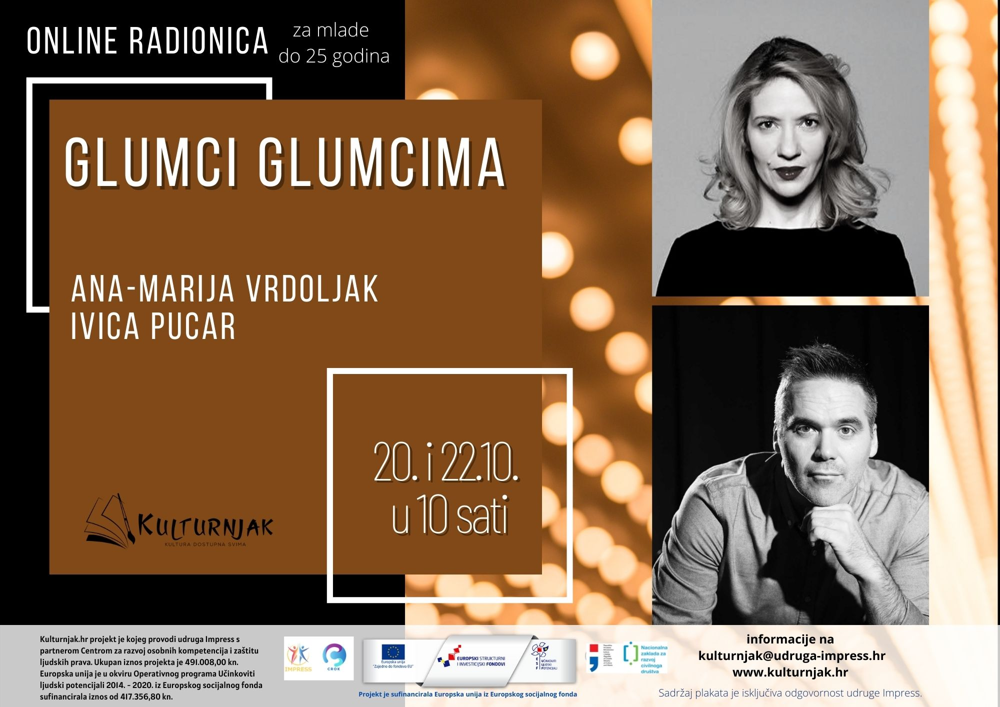 ONLINE RADIONICA
za mlade
do 25 godina
GLUMCI GLUMCIMA
ANA-MARIJA VRDOLJAK
IVICA PUCAR
20. i 22.10.
u 10 sati
KULTURNJAK
KULTURA DOSTUPNA SVIMA
Kulturnjak.hr projekt je kojeg provodi udruga Impress s
partnerom Centrom za razvoj osobnih kompetencija i zaštitu
ljudskih prava. Ukupan iznos projekta je 491.008,00 kn.
Europska unija je u okviru Operativnog programa Učinkoviti
ljudski potencijali 2014. - 2020. iz Europskog socijalnog fonda
sufinancirala iznos od 417.356,80 kn.
IMPRESS
CROK
Europska unija
"Zajedno do fondova EU"
EUROPSKI STRUKTURNI
I INVESTICIJSKI FONDOVI
ESF
UČINKOVITI
LJUDSKI
POTENCIJALI
Nacionalna
zaklada za
razvoj
civilnoga
društva
Projekt je sufinancirala Europska unija iz Europskog socijalnog fonda
informacije na
kulturnjak@udruga-impress.hr
www.kulturnjak.hr
Sadržaj plakata je isključiva odgovornost udruge Impress.